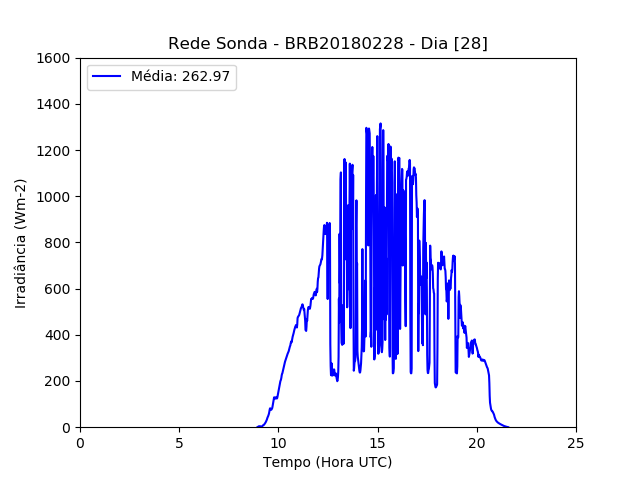 Rede Sonda - BRB20180228 - Dia [28]
Média: 262.97
Irradiância (Wm-2)
1600
1400
1200
1000
800
600
400
200
0
0 5 10 15 20 25
Tempo (Hora UTC)